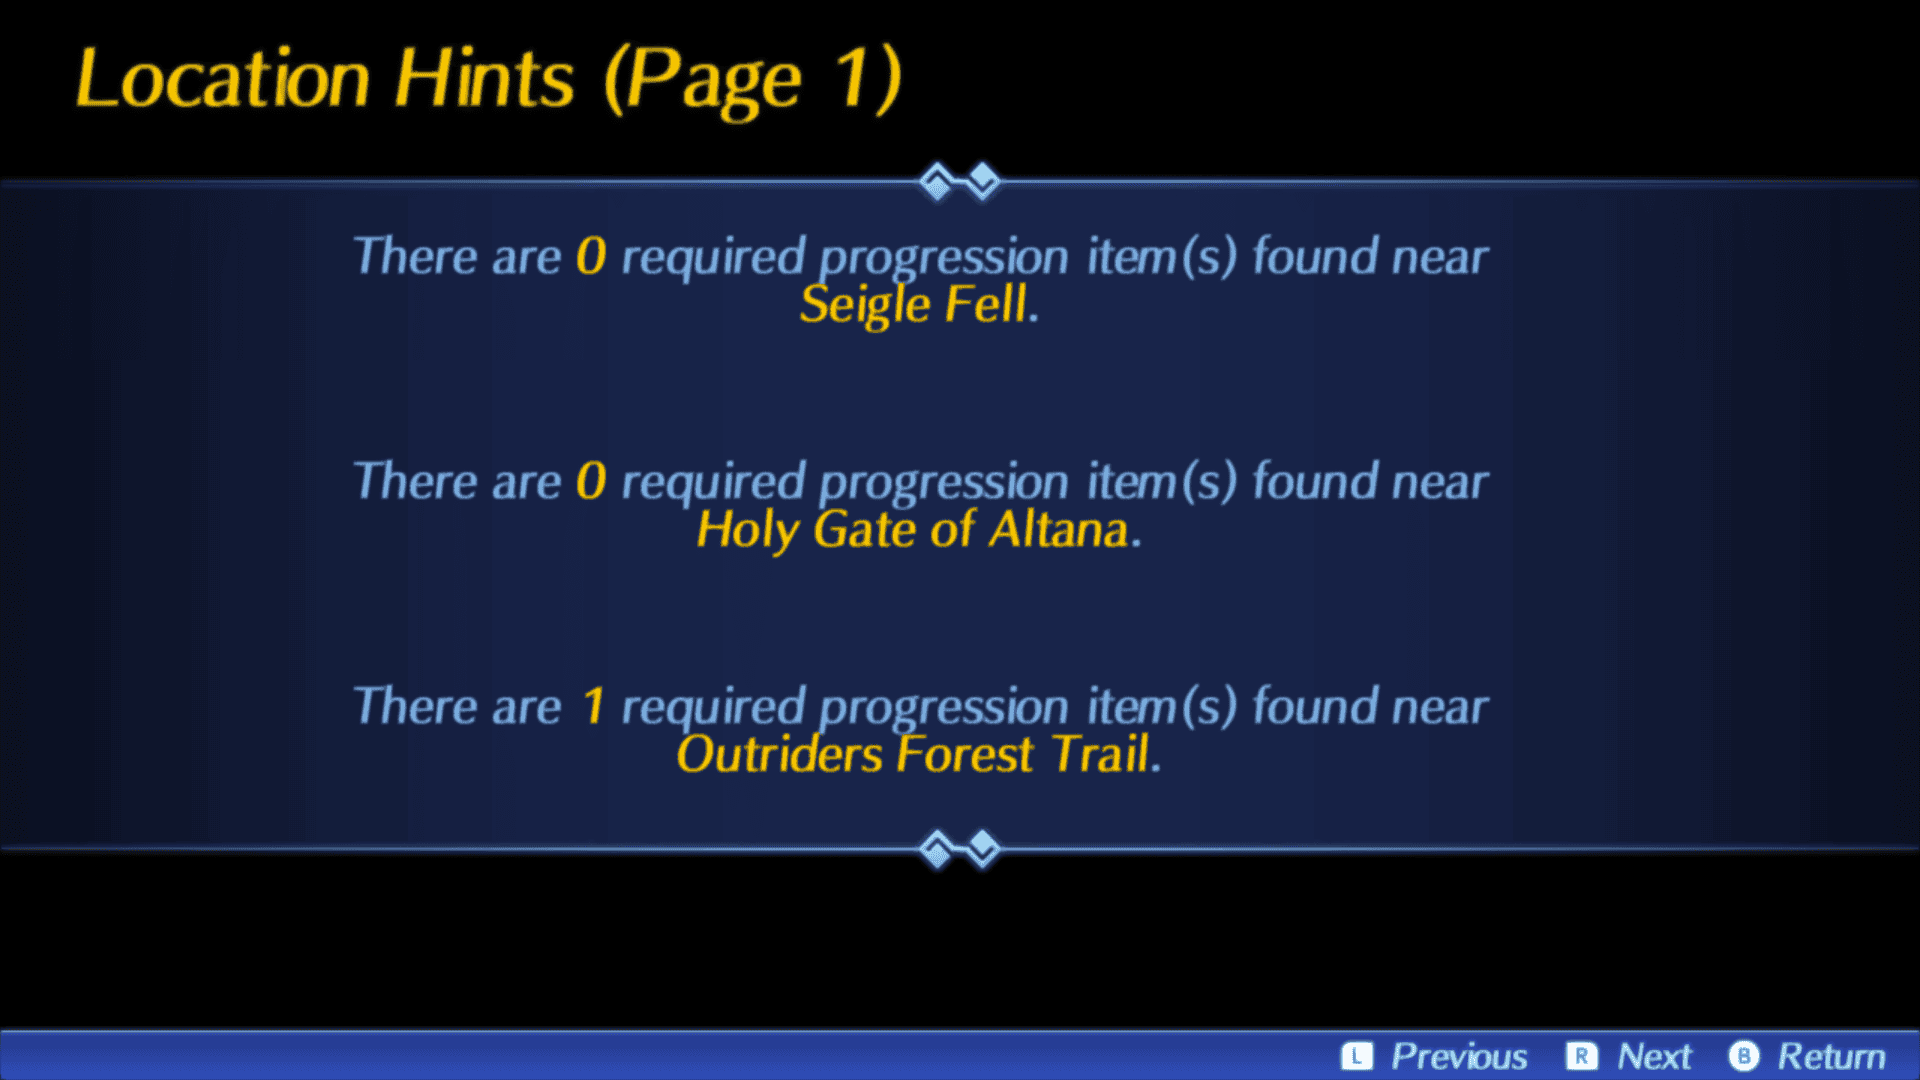 Location Hints (Page 1)
There are 0 required progression item(s) found near
Seigle Fell.
There are 0 required progression item(s) found near
Holy Gate of Altana.
There are 1 required progression item(s) found near
Outriders Forest Trail.
L Previous R Next B Return